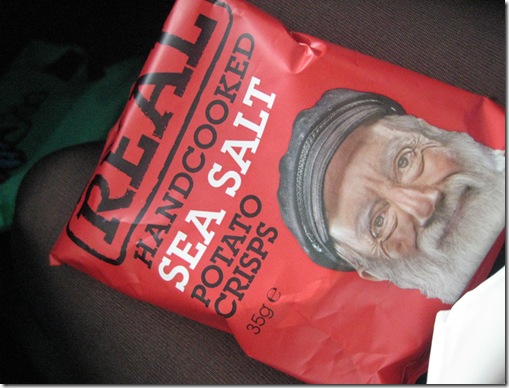 REAL
HANDCOOKED
SEA SALT
POTATO
CRISPS
35g e